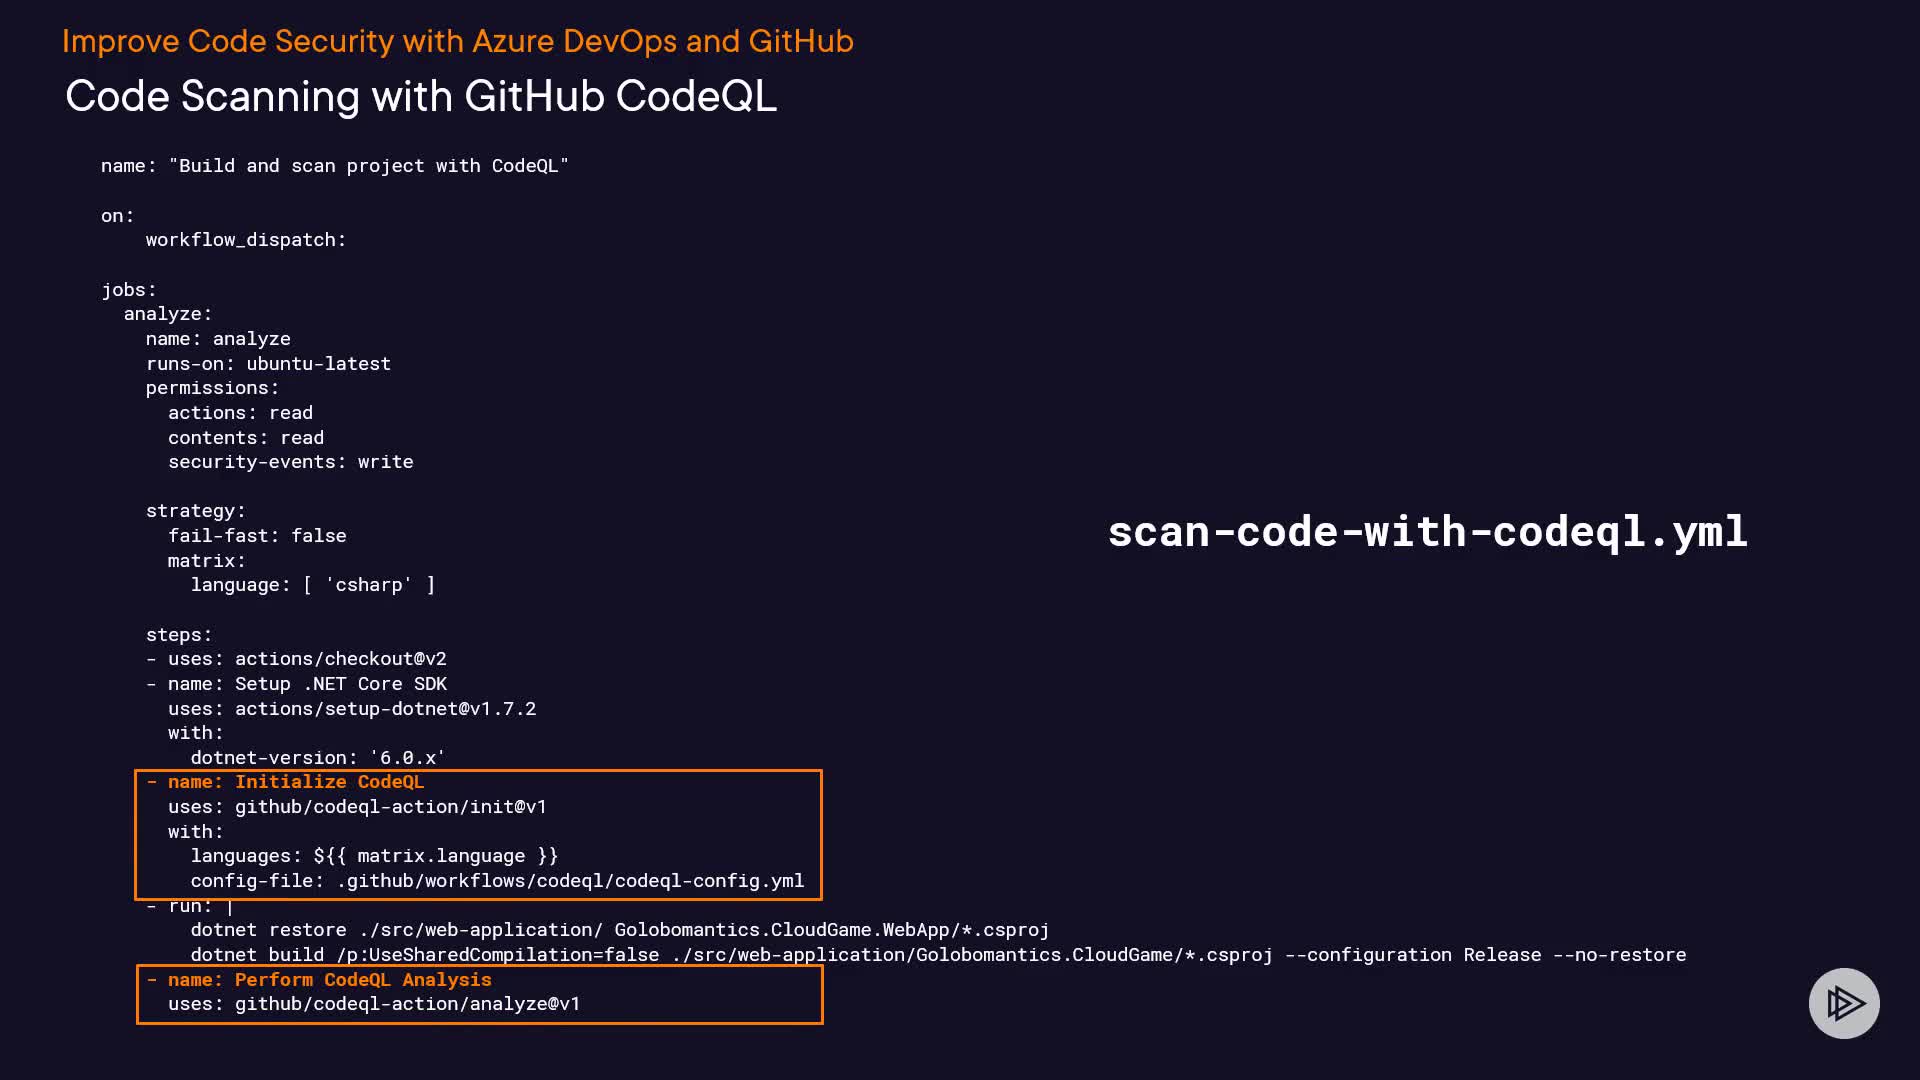 Improve Code Security with Azure DevOps and GitHub
Code Scanning with GitHub CodeQL
name: "Build and scan project with CodeQL"
on:
workflow_dispatch:
jobs:
analyze:
name: analyze
runs-on: ubuntu-latest
permissions:
actions: read
contents: read
security-events: write
strategy:
fail-fast: false
matrix:
language: [ 'csharp' ]
scan-code-with-codeql.yml
steps:
- uses: actions/checkout@v2
- name: Setup .NET Core SDK
uses: actions/setup-dotnet@v1.7.2
with:
dotnet-version: '6.0.x'
- name: Initialize CodeQL
uses: github/codeql-action/init@v1
with:
languages: ${{ matrix.language }}
config-file: .github/workflows/codeql/codeql-config.yml
- run: |
dotnet restore ./src/web-application/ Golobomantics.CloudGame.WebApp/*.csproj
dotnet build /p:UseSharedCompilation=false ./src/web-application/Golobomantics.CloudGame/*.csproj --configuration Release --no-restore
- name: Perform CodeQL Analysis
uses: github/codeql-action/analyze@v1